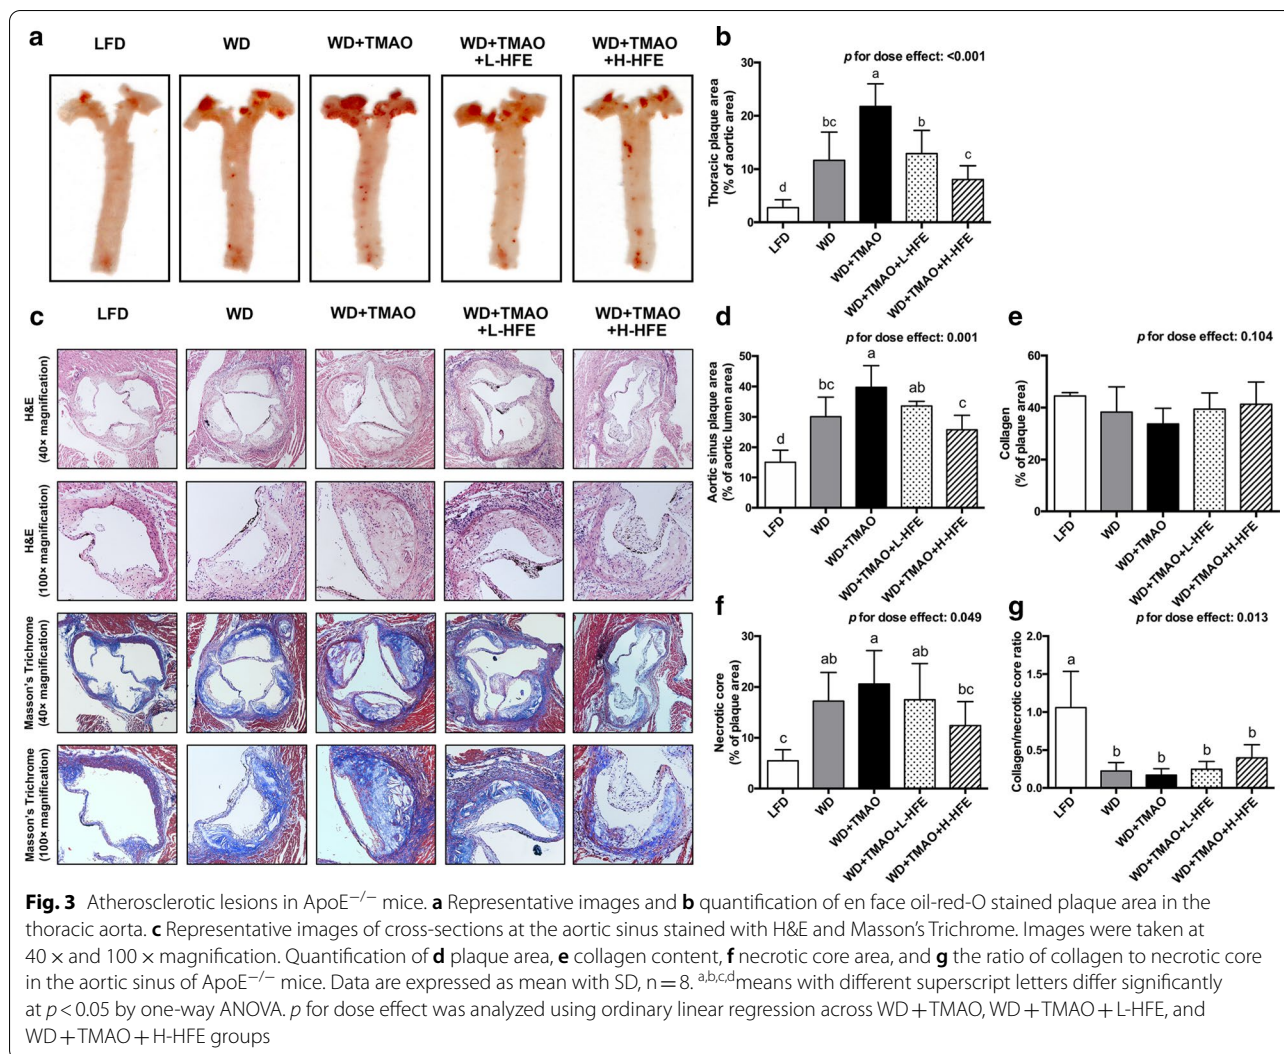 a
LFD
WD
WD+TMAO
WD+TMAO
+L-HFE
WD+TMAO
+H-HFE
b
p for dose effect: <0.001
Thoracic plaque area
(% of aortic area)
30
20
10
0
d
bc
a
b
c
LFD
WD
WD+TMAO
WD+TMAO+L-HFE
WD+TMAO+H-HFE
c
LFD
WD
WD+TMAO
WD+TMAO
+L-HFE
WD+TMAO
+H-HFE
H&E
(40× magnification)
H&E
(100× magnification)
Masson's Trichrome
(40× magnification)
Masson's Trichrome
(100× magnification)
d
p for dose effect: 0.001
Aortic sinus plaque area
(% of aortic lumen area)
50
40
30
20
10
0
d
bc
a
ab
c
LFD
WD
WD+TMAO
WD+TMAO+L-HFE
WD+TMAO+H-HFE
e
p for dose effect: 0.104
Collagen
(% of plaque area)
60
40
20
0
LFD
WD
WD+TMAO
WD+TMAO+L-HFE
WD+TMAO+H-HFE
f
p for dose effect: 0.049
Necrotic core
(% of plaque area)
30
20
10
0
c
ab
a
ab
bc
LFD
WD
WD+TMAO
WD+TMAO+L-HFE
WD+TMAO+H-HFE
g
p for dose effect: 0.013
Collagen/necrotic core ratio
2.0
1.5
1.0
0.5
0.0
a
b
b
b
b
LFD
WD
WD+TMAO
WD+TMAO+L-HFE
WD+TMAO+H-HFE
Fig. 3 Atherosclerotic lesions in ApoE−/− mice. a Representative images and b quantification of en face oil-red-O stained plaque area in the
thoracic aorta. c Representative images of cross-sections at the aortic sinus stained with H&E and Masson's Trichrome. Images were taken at
40 × and 100 × magnification. Quantification of d plaque area, e collagen content, f necrotic core area, and g the ratio of collagen to necrotic core
in the aortic sinus of ApoE−/− mice. Data are expressed as mean with SD, n = 8. a,b,c,d means with different superscript letters differ significantly
at p < 0.05 by one-way ANOVA. p for dose effect was analyzed using ordinary linear regression across WD + TMAO, WD + TMAO + L-HFE, and
WD + TMAO + H-HFE groups